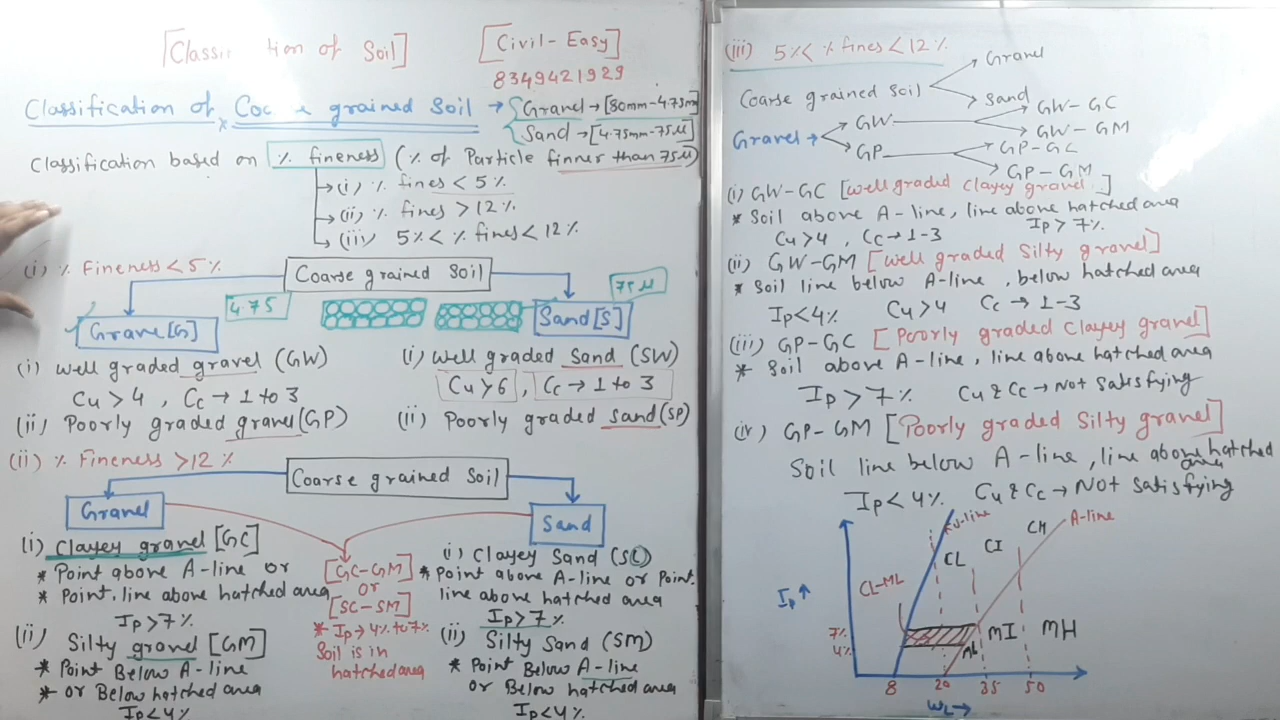 [Classification of Soil] [Civil-Easy]
8349421929
Classification of Coarse grained Soil → Gravel → [80mm-4.75mm]
Sand → [4.75mm-75μ]
Classification based on % fineness (% of Particle finner than 75μ)
(i) % fines < 5%
(ii) % fines > 12%
(iii) 5% < % fines < 12%
(i) % Fineness < 5%
Coarse grained Soil
4.75
75μ
Gravel[G]
Sand[S]
(i) well graded gravel (GW)
Cu > 4 , Cc → 1 to 3
(ii) Poorly graded gravel (GP)
(i) well graded Sand (SW)
Cu > 6 , Cc → 1 to 3
(ii) Poorly graded sand (SP)
(ii) % Fineness > 12%
Coarse grained Soil
Gravel
Sand
(i) Clayey gravel [GC]
* Point above A-line or
* Point, line above hatched area
Ip > 7%
(ii) Silty gravel [GM]
* Point Below A-line
* or Below hatched area
Ip < 4%
[GC-GM]
or
[SC-SM]
* Ip → 4% to 7%
Soil is in
hatched area
(i) Clayey Sand (SC)
* Point above A-line or Point.
line above hatched area
Ip > 7%
(ii) Silty Sand (SM)
* Point Below A-line
or Below hatched area
Ip < 4%
(iii) 5% < % fines < 12%
Coarse grained Soil
Gravel
Sand
Gravel →
GW
GW-GC
GW-GM
GP
GP-GC
GP-GM
(i) GW-GC [well graded Clayey gravel]
* Soil above A-line, line above hatched area
Cu > 4 , Cc → 1-3 Ip > 7%
(ii) GW-GM [well graded Silty gravel]
* Soil line below A-line , below hatched area
Ip < 4% Cu > 4 Cc → 1-3
(iii) GP-GC [Poorly graded Clayey gravel]
* Soil above A-line, line above hatched area
Ip > 7% Cu & Cc → Not Satisfying
(iv) GP-GM [Poorly graded Silty gravel]
Soil line below A-line, line above hatched area
Ip < 4% Cu & Cc → Not Satisfying
U-line
A-line
CH
CI
CL
CL-ML
Ip ↑
7%
4%
ML
MI
MH
8 20 35 50
WL →